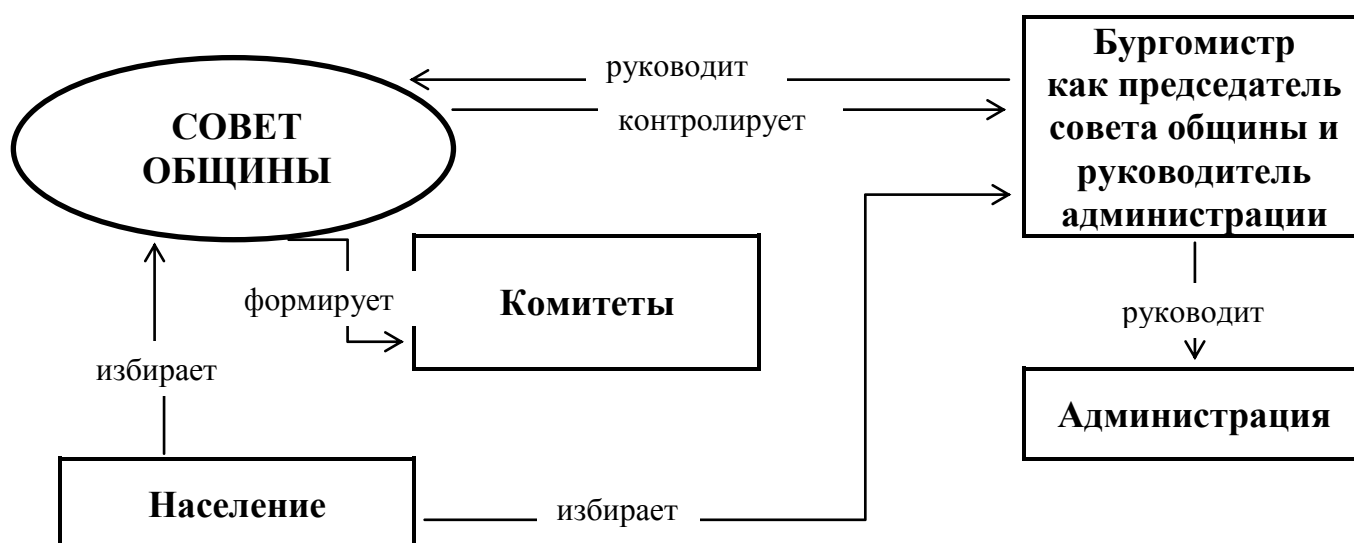 СОВЕТ
ОБЩИНЫ
руководит
контролирует
Бургомистр
как председатель
совета общины и
руководитель
администрации
формирует
Комитеты
руководит
избирает
Администрация
Население
избирает